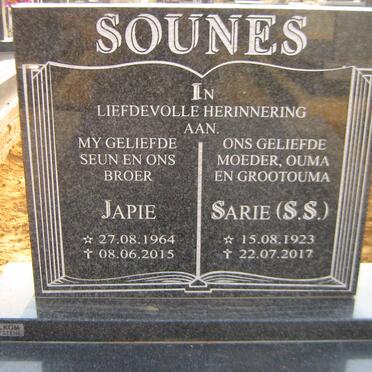 SOUNES
IN
LIEFDEVOLLE HERINNERING
AAN.
MY GELIEFDE
SEUN EN ONS
BROER
JAPIE
☆ 27.08.1964
✝ 08.06.2015
ONS GELIEFDE
MOEDER, OUMA
EN GROOTOUMA
SARIE (S.S.)
☆ 15.08.1923
✝ 22.07.2017